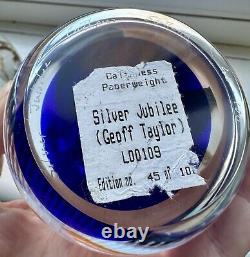 Caithness
Paperweight
Silver Jubilee
(Geoff Taylor)
L00109
Edition no 45 of 10